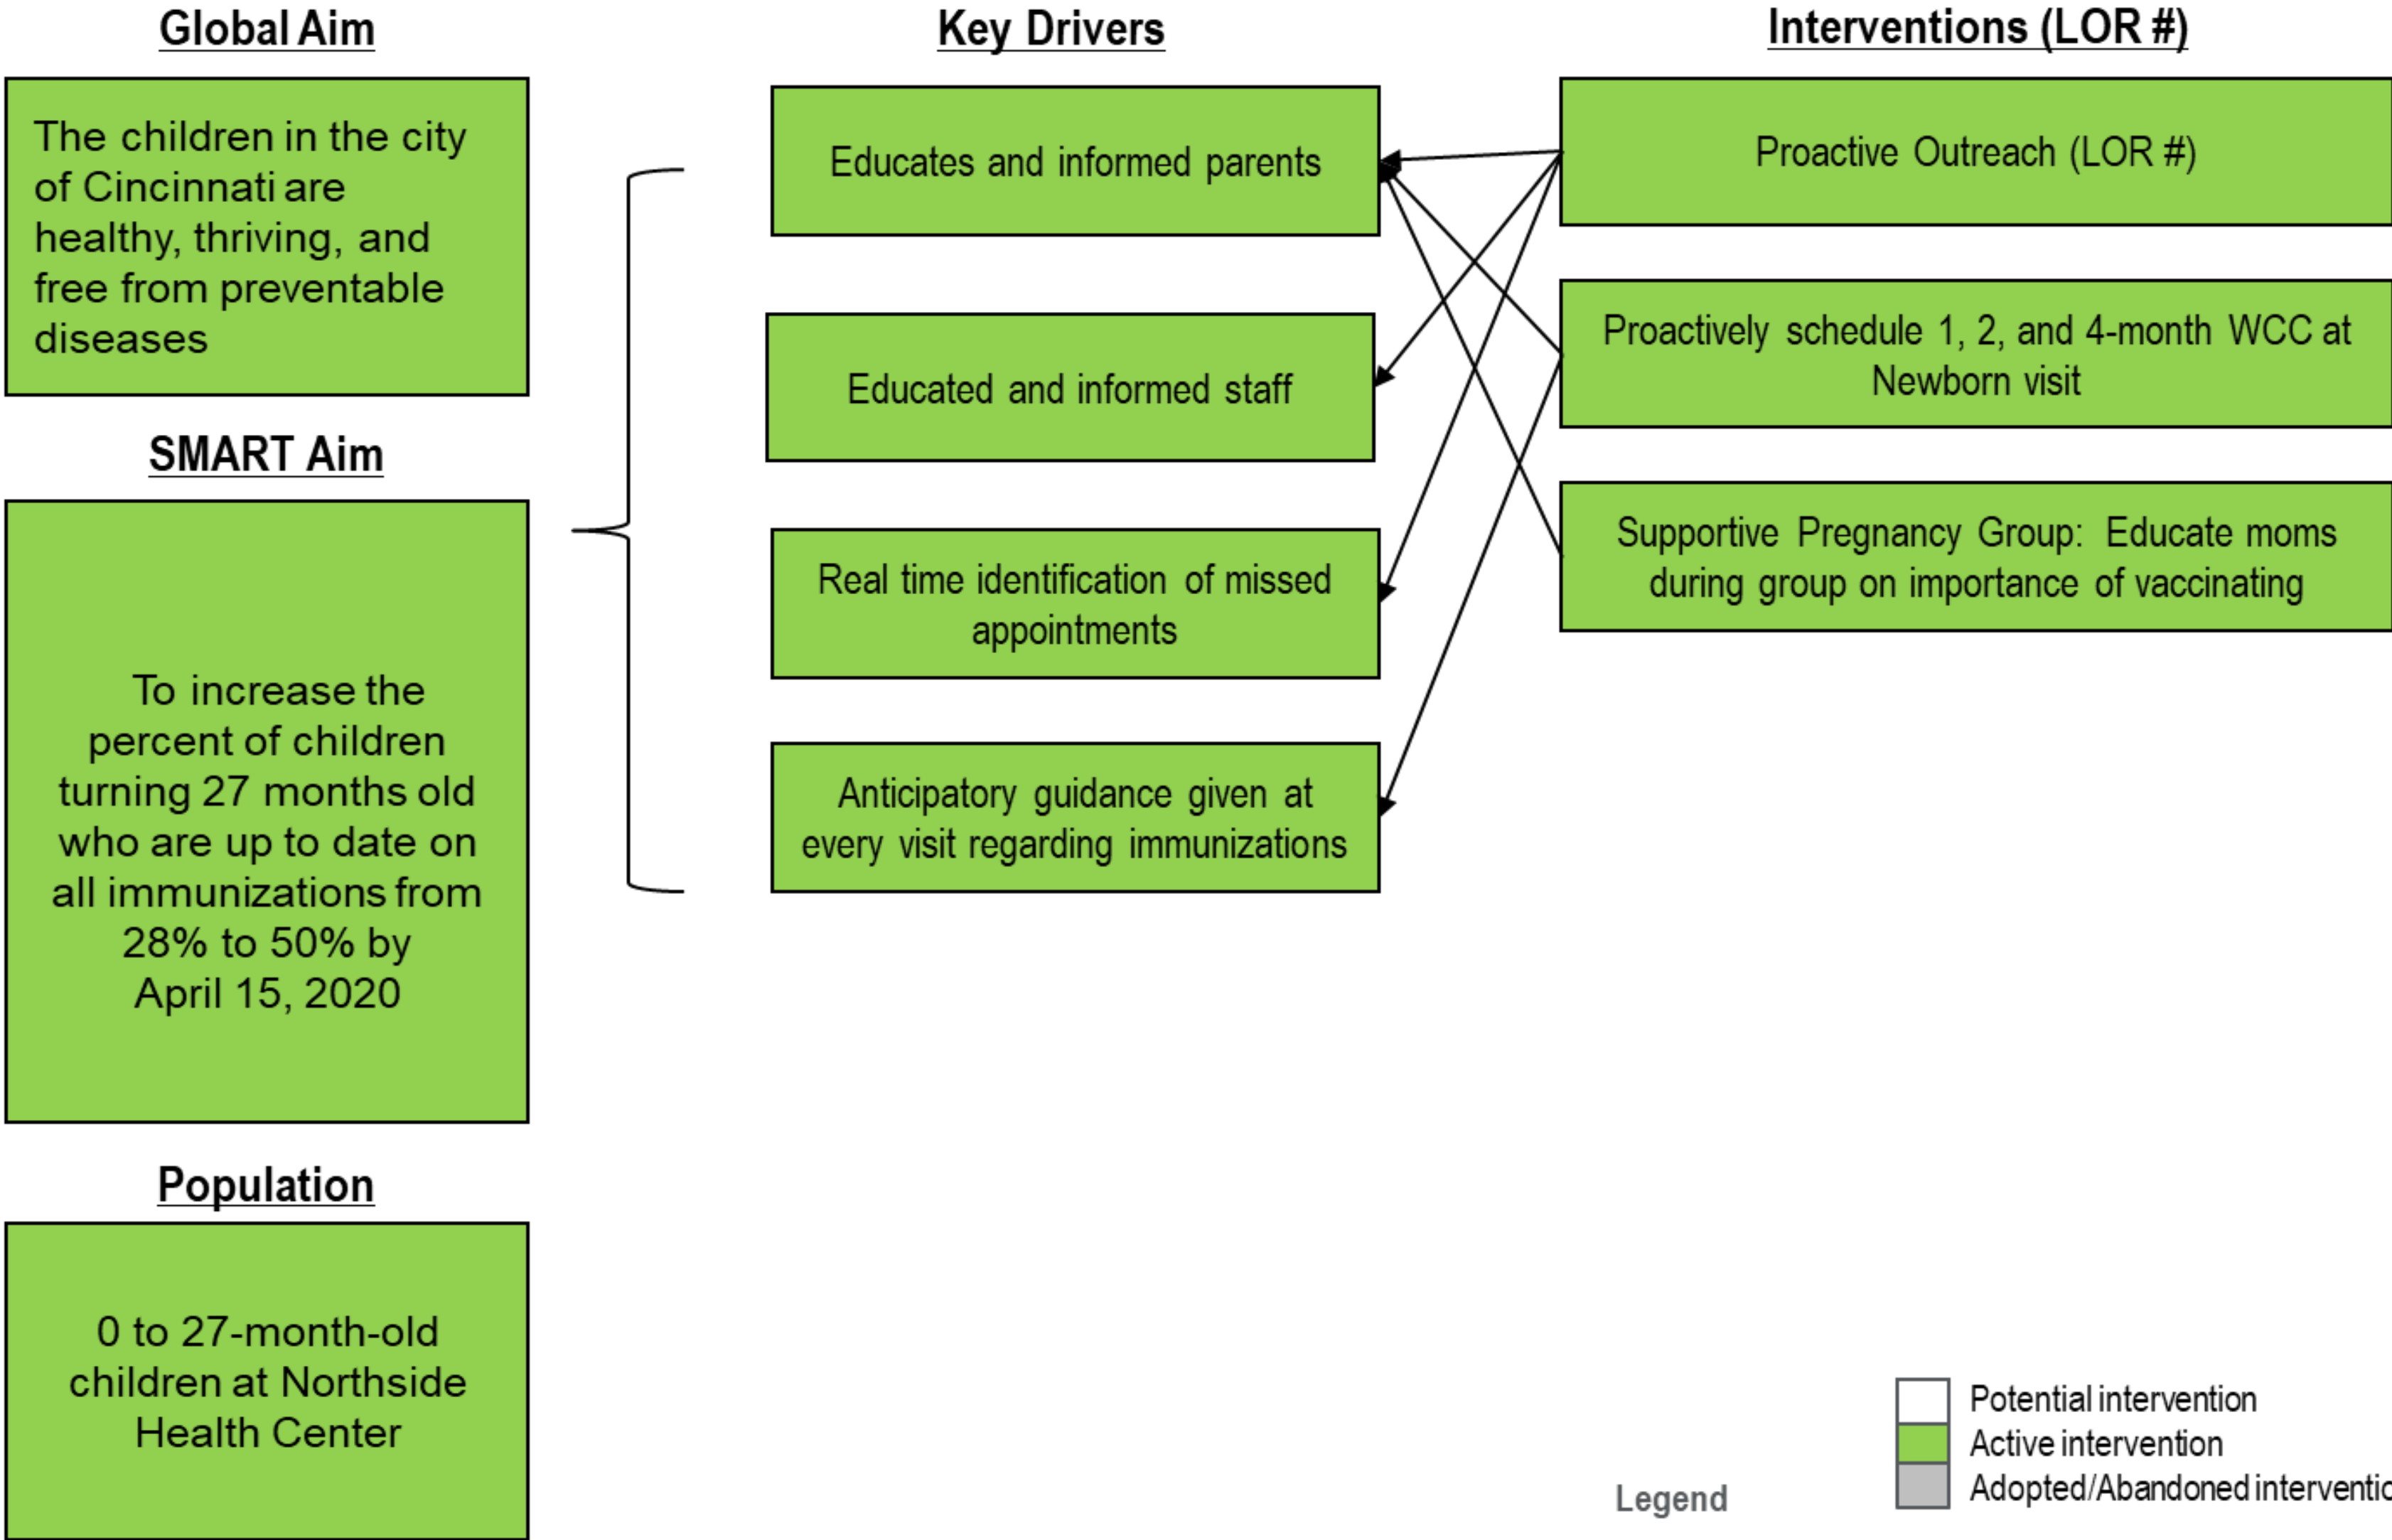 Global Aim
The children in the city
of Cincinnati are
healthy, thriving, and
free from preventable
diseases
SMART Aim
To increase the
percent of children
turning 27 months old
who are up to date on
all immunizations from
28% to 50% by
April 15, 2020
Population
0 to 27-month-old
children at Northside
Health Center
Key Drivers
Educates and informed parents
Educated and informed staff
Real time identification of missed
appointments
Anticipatory guidance given at
every visit regarding immunizations
Interventions (LOR #)
Proactive Outreach (LOR #)
Proactively schedule 1, 2, and 4-month WCC at
Newborn visit
Supportive Pregnancy Group: Educate moms
during group on importance of vaccinating
Legend
Potential intervention
Active intervention
Adopted/Abandoned interventio